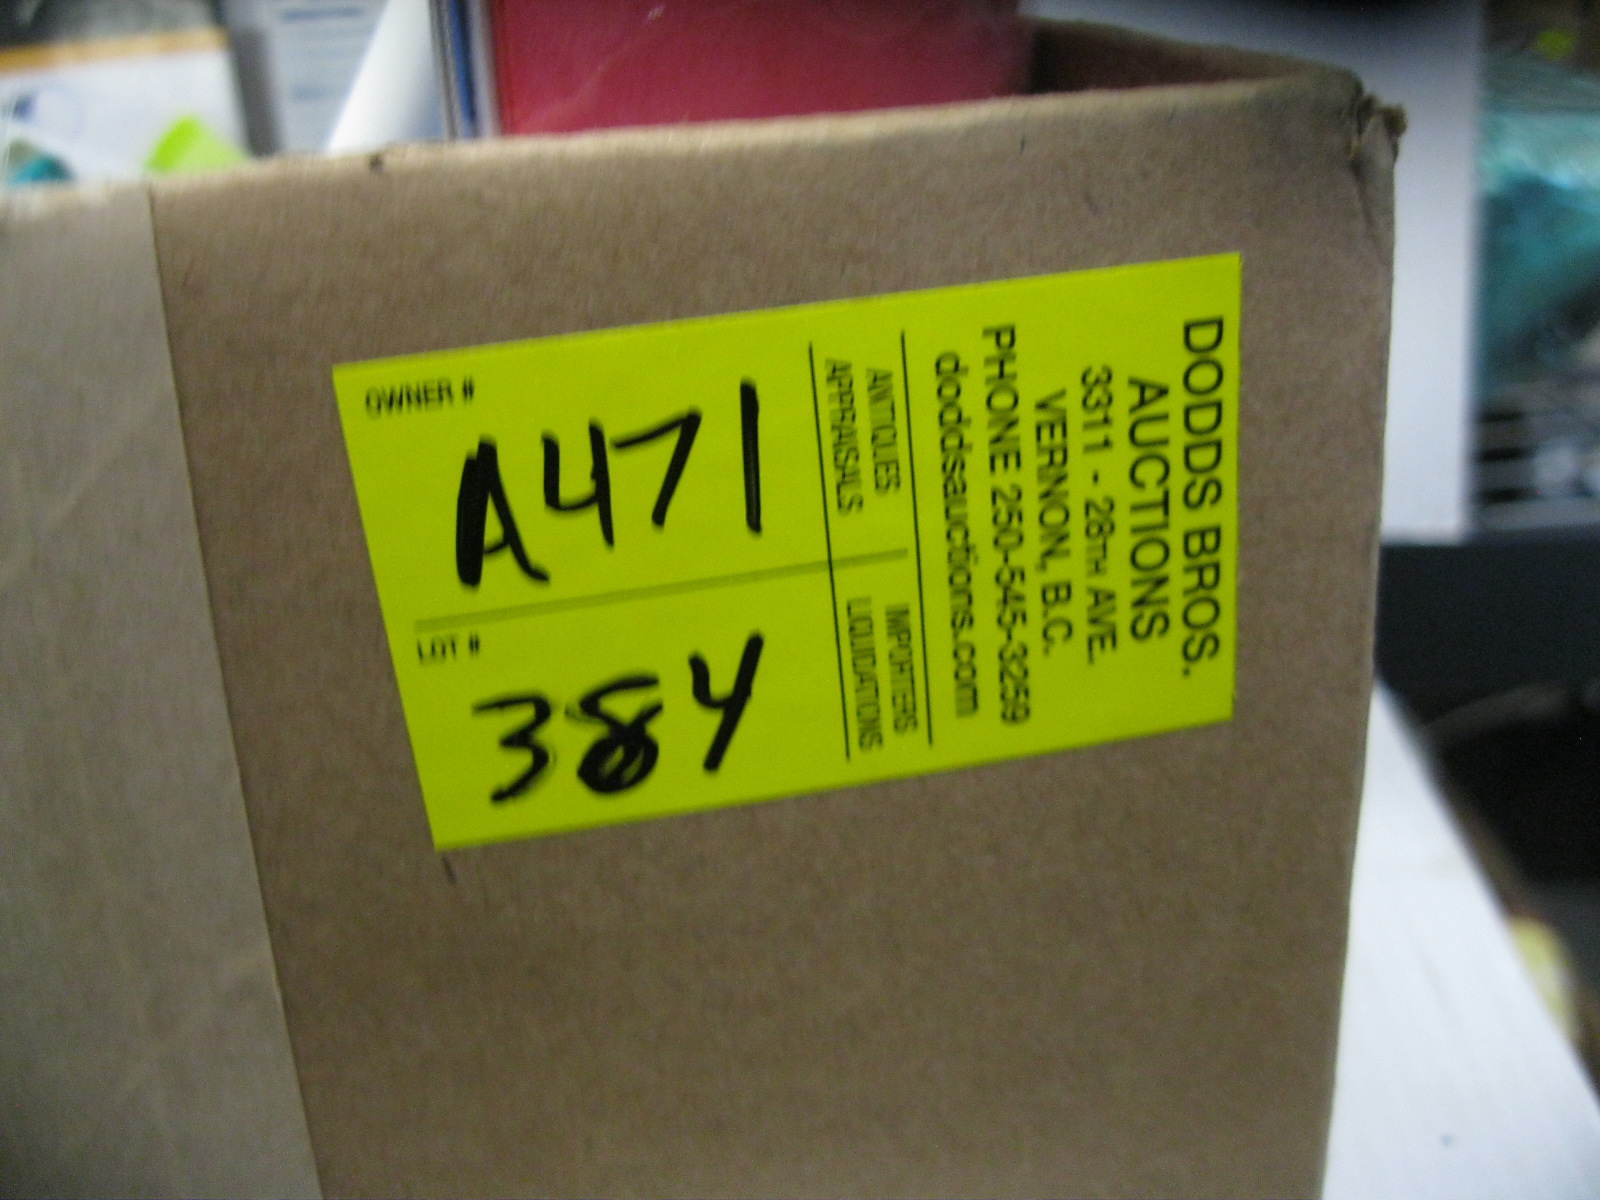 DODDS BROS.
AUCTIONS
3311 - 28TH AVE.
VERNON, B.C.
PHONE 250-545-3259
doddsauctions.com
ANTIQUES IMPORTERS
APPRAISALS LIQUIDATIONS
OWNER #
A471
LOT #
384